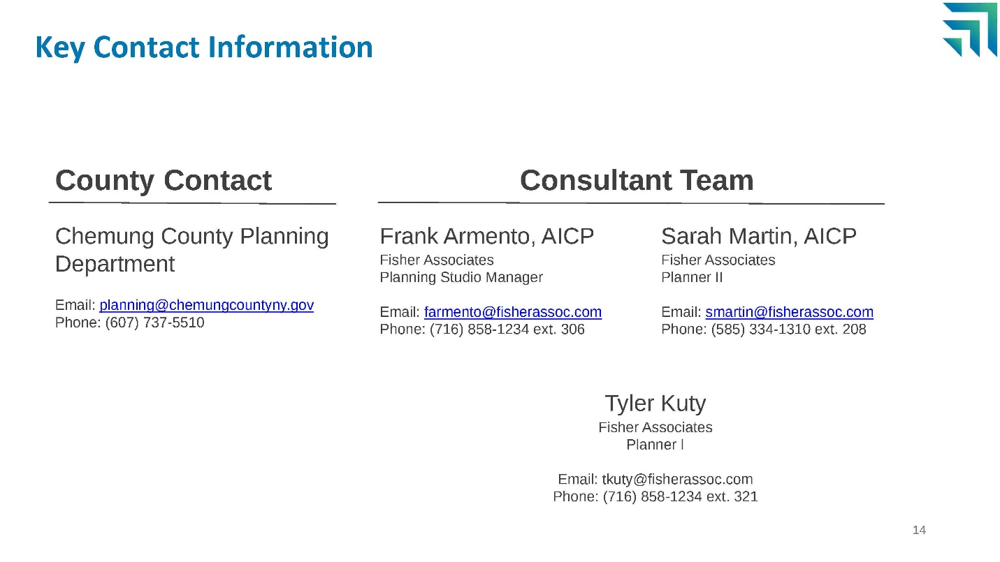 Key Contact Information
County Contact
Chemung County Planning
Department
Email: planning@chemungcountyny.gov
Phone: (607) 737-5510
Consultant Team
Frank Armento, AICP
Fisher Associates
Planning Studio Manager
Email: farmento@fisherassoc.com
Phone: (716) 858-1234 ext. 306
Sarah Martin, AICP
Fisher Associates
Planner II
Email: smartin@fisherassoc.com
Phone: (585) 334-1310 ext. 208
Tyler Kuty
Fisher Associates
Planner I
Email: tkuty@fisherassoc.com
Phone: (716) 858-1234 ext. 321
14